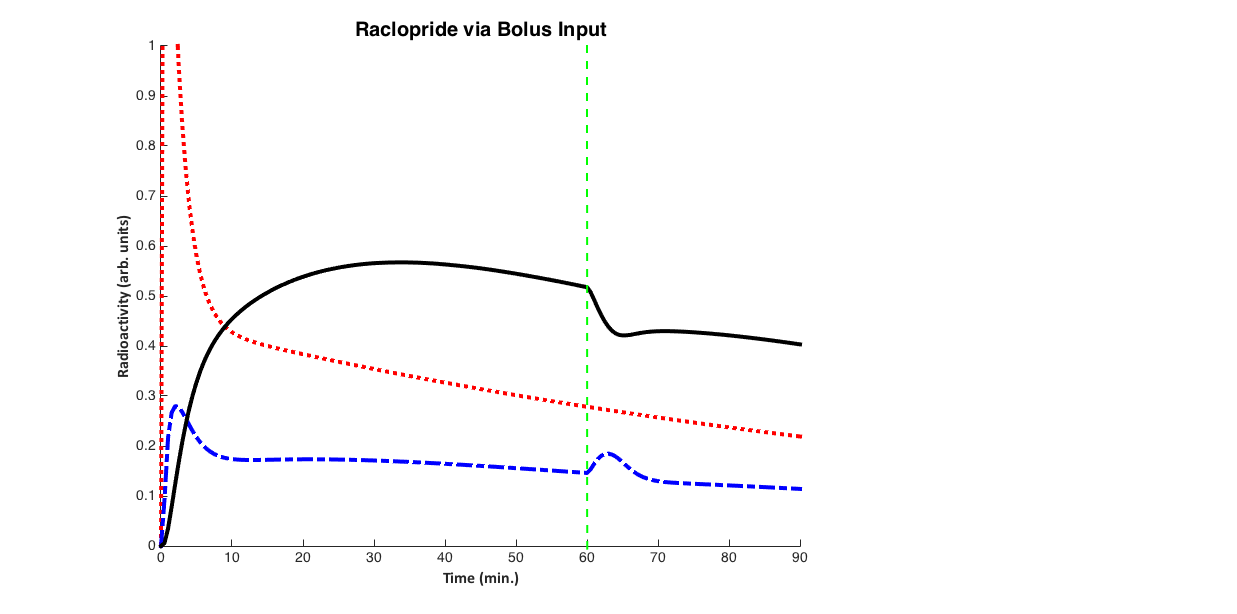 Raclopride via Bolus Input
Radioactivity (arb. units)
1
0.9
0.8
0.7
0.6
0.5
0.4
0.3
0.2
0.1
0
0 10 20 30 40 50 60 70 80 90
Time (min.)